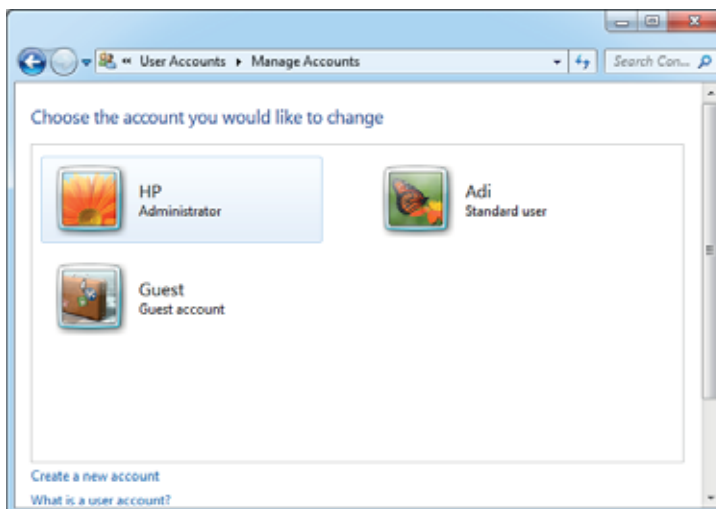 « User Accounts ▸ Manage Accounts
Search Con...
Choose the account you would like to change
HP
Administrator
Adi
Standard user
Guest
Guest account
Create a new account
What is a user account?